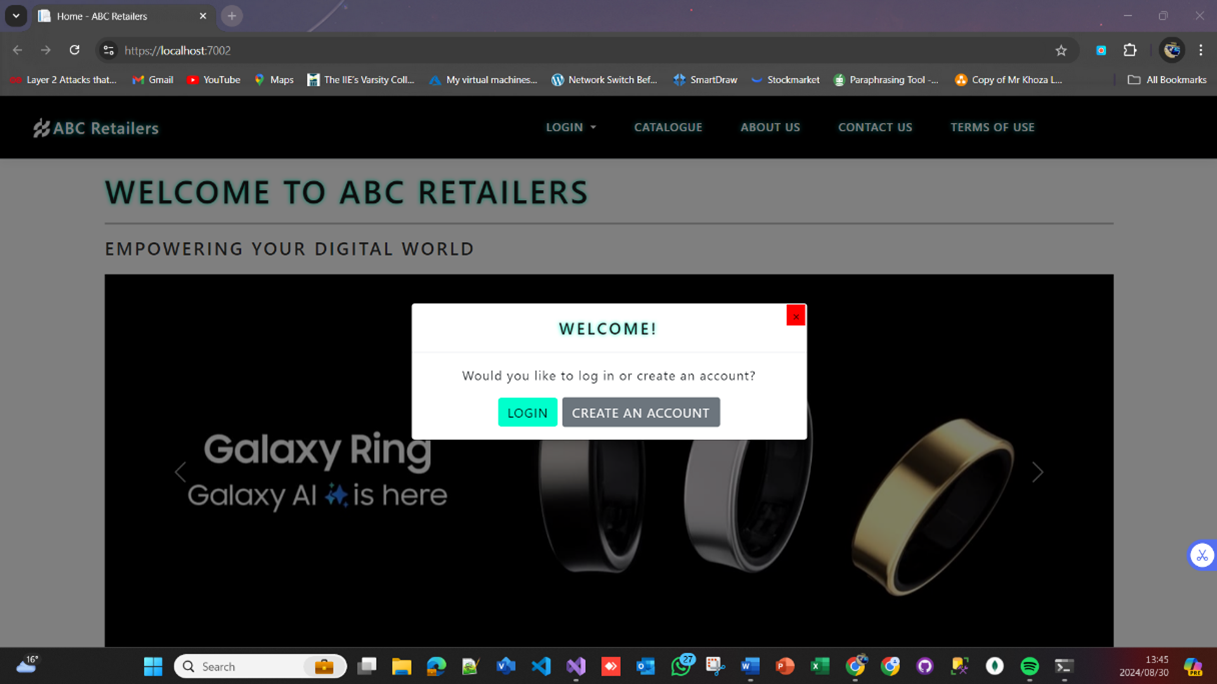 Home - ABC Retailers
https://localhost:7002
Layer 2 Attacks that...
Gmail
YouTube
Maps
The IIE's Varsity Coll...
My virtual machines...
Network Switch Bef...
SmartDraw
Stockmarket
Paraphrasing Tool -...
Copy of Mr Khoza L...
All Bookmarks
ABC Retailers
LOGIN
CATALOGUE
ABOUT US
CONTACT US
TERMS OF USE
WELCOME TO ABC RETAILERS
EMPOWERING YOUR DIGITAL WORLD
WELCOME!
×
Would you like to log in or create an account?
LOGIN
CREATE AN ACCOUNT
Galaxy Ring
Galaxy AI is here
16°
Search
27
13:45
2024/08/30
PRE